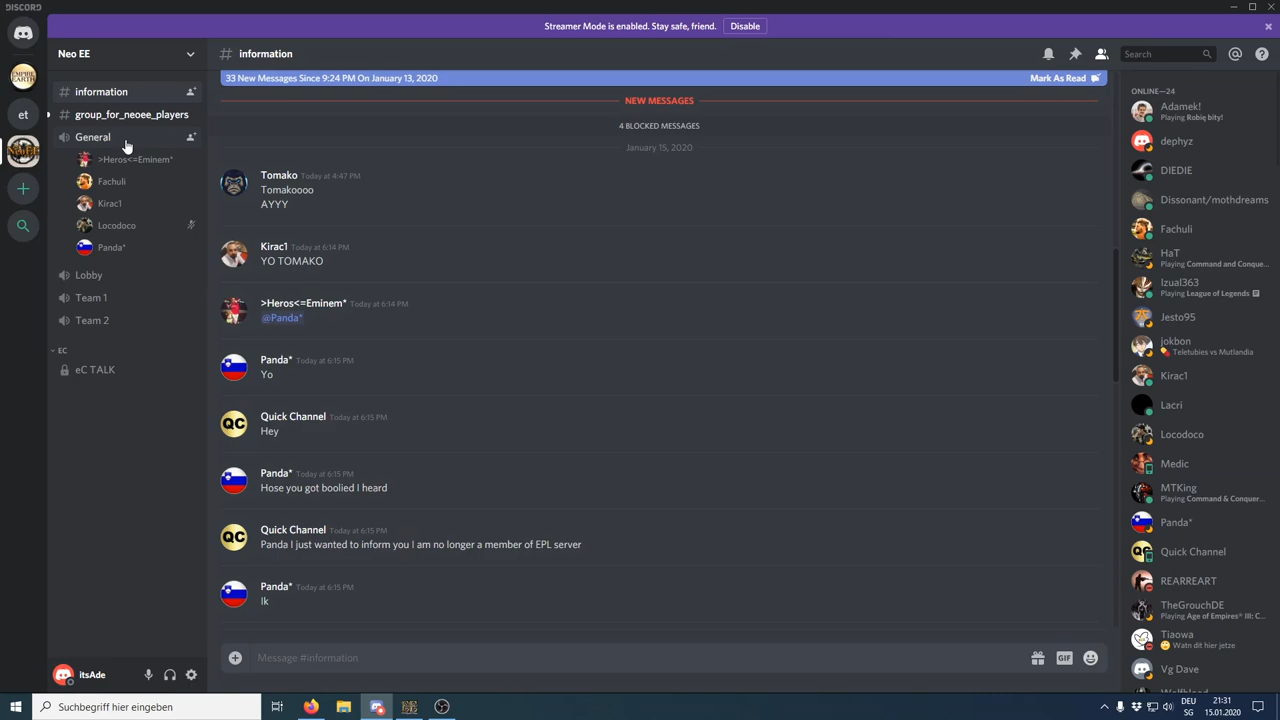 DISCORD
Streamer Mode is enabled. Stay safe, friend. Disable
Neo EE
# information
Search
EMPIRE EARTH
et
information
group_for_neoee_players
General
>Heros<=Eminem*
Fachuli
Kirac1
Locodoco
Panda*
Lobby
Team 1
Team 2
EC
eC TALK
itsAde
33 New Messages Since 9:24 PM On January 13, 2020 Mark As Read
NEW MESSAGES
4 BLOCKED MESSAGES
January 15, 2020
Tomako Today at 4:47 PM
Tomakoooo
AYYY
Kirac1 Today at 6:14 PM
YO TOMAKO
>Heros<=Eminem* Today at 6:14 PM
@Panda*
Panda* Today at 6:15 PM
Yo
QC
Quick Channel Today at 6:15 PM
Hey
Panda* Today at 6:15 PM
Hose you got boolied I heard
QC
Quick Channel Today at 6:15 PM
Panda I just wanted to inform you I am no longer a member of EPL server
Panda* Today at 6:15 PM
Ik
Message #information
GIF
ONLINE—24
Adamek!
Playing Robię bity!
dephyz
DIEDIE
Dissonant/mothdreams
Fachuli
HaT
Playing Command and Conque...
Izual363
Playing League of Legends
Jesto95
jokbon
Teletubies vs Mutlandia
Kirac1
Lacri
Locodoco
Medic
MTKing
Playing Command & Conquer...
Panda*
QC
Quick Channel
REARREART
TheGrouchDE
Playing Age of Empires® III: C...
Tiaowa
Watn dit hier jetze
Vg Dave
Suchbegriff hier eingeben
DEU
SG
21:31
15.01.2020